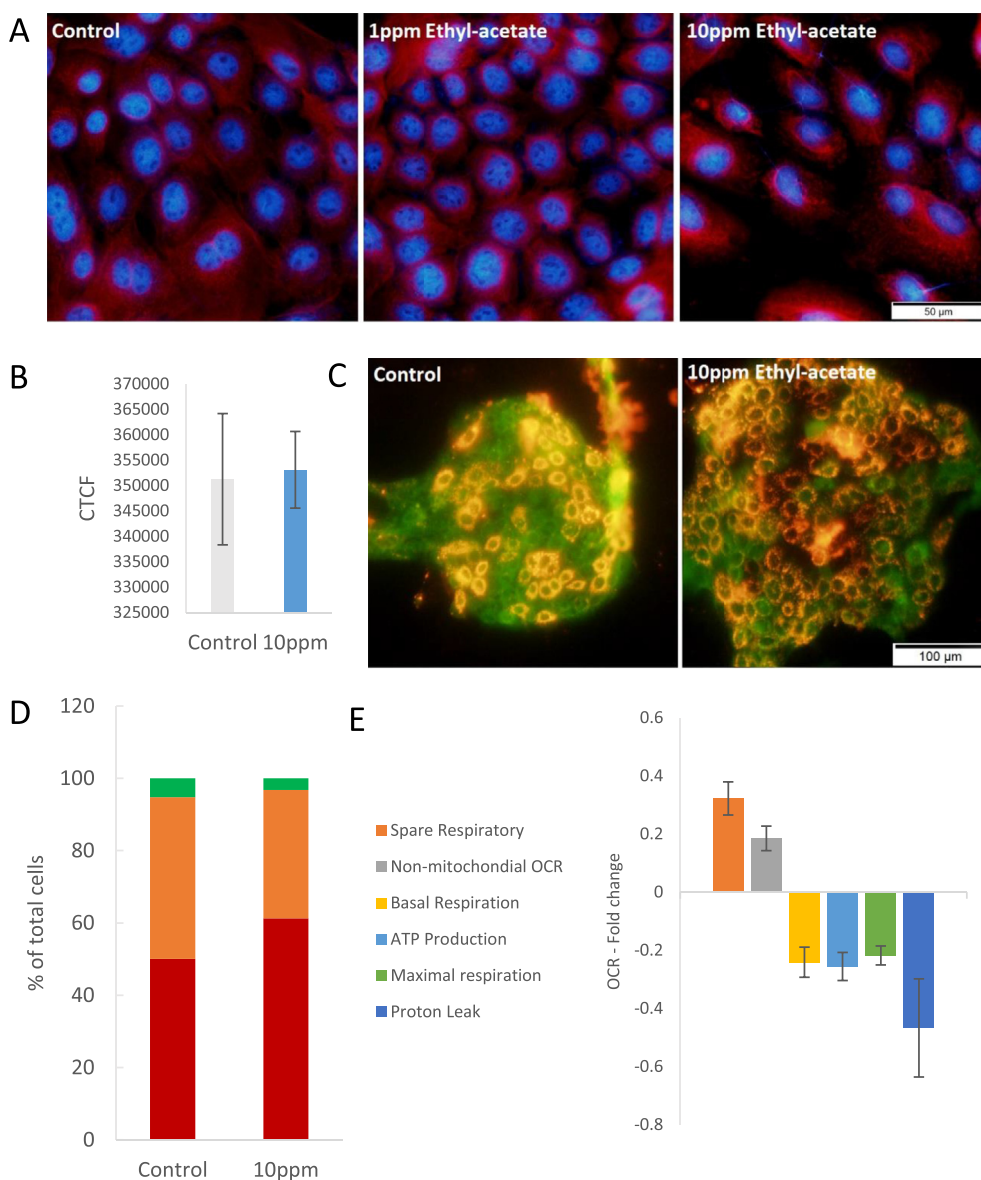 A
Control
1ppm Ethyl-acetate
10ppm Ethyl-acetate
50 µm
B
370000
365000
360000
355000
350000
345000
340000
335000
330000
325000
CTCF
Control 10ppm
C
Control
10ppm Ethyl-acetate
100 µm
D
120
100
80
60
40
20
0
% of total cells
Control
10ppm
E
Spare Respiratory
Non-mitochondial OCR
Basal Respiration
ATP Production
Maximal respiration
Proton Leak
OCR - Fold change
0.6
0.4
0.2
0
-0.2
-0.4
-0.6
-0.8